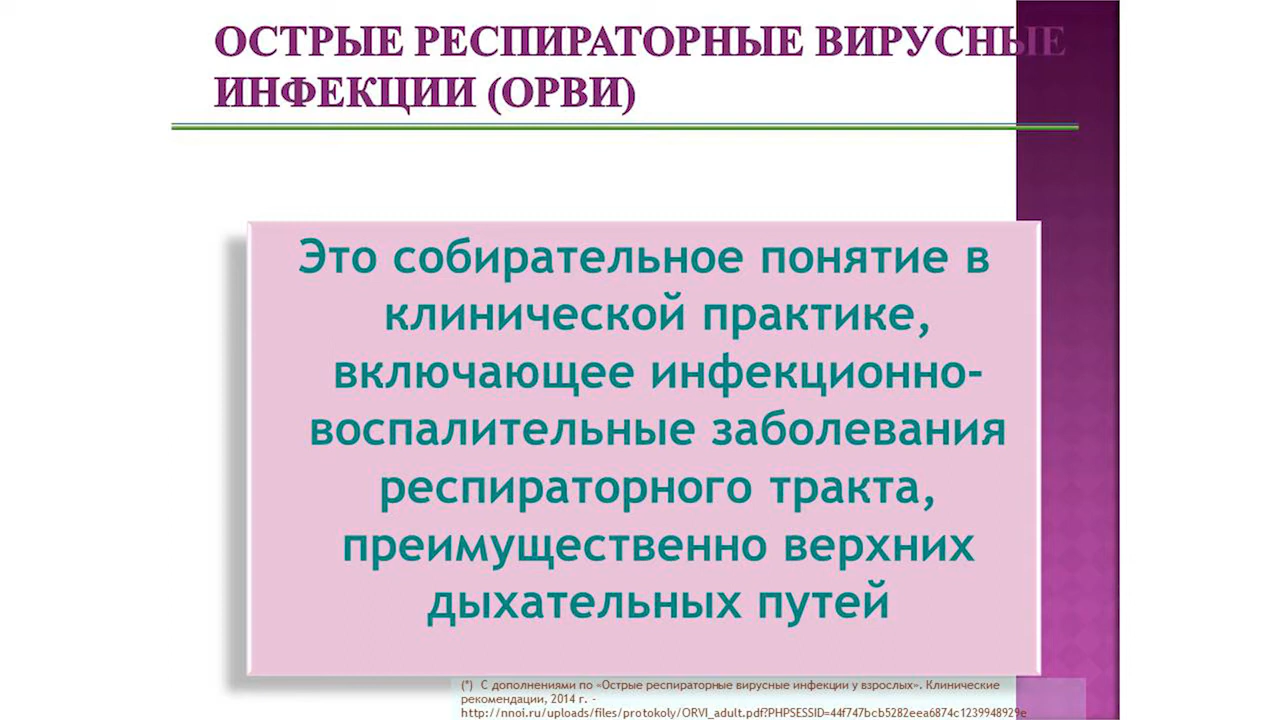 ОСТРЫЕ РЕСПИРАТОРНЫЕ ВИРУСНЫЕ
ИНФЕКЦИИ (ОРВИ)
Это собирательное понятие в
клинической практике,
включающее инфекционно-
воспалительные заболевания
респираторного тракта,
преимущественно верхних
дыхательных путей
(*) С дополнениями по «Острые респираторные вирусные инфекции у взрослых». Клинические
рекомендации, 2014 г. -
http://nnoi.ru/uploads/files/protokoly/ORVI_adult.pdf?PHPSESSID=44f747bcb5282eea6874c1239948929e